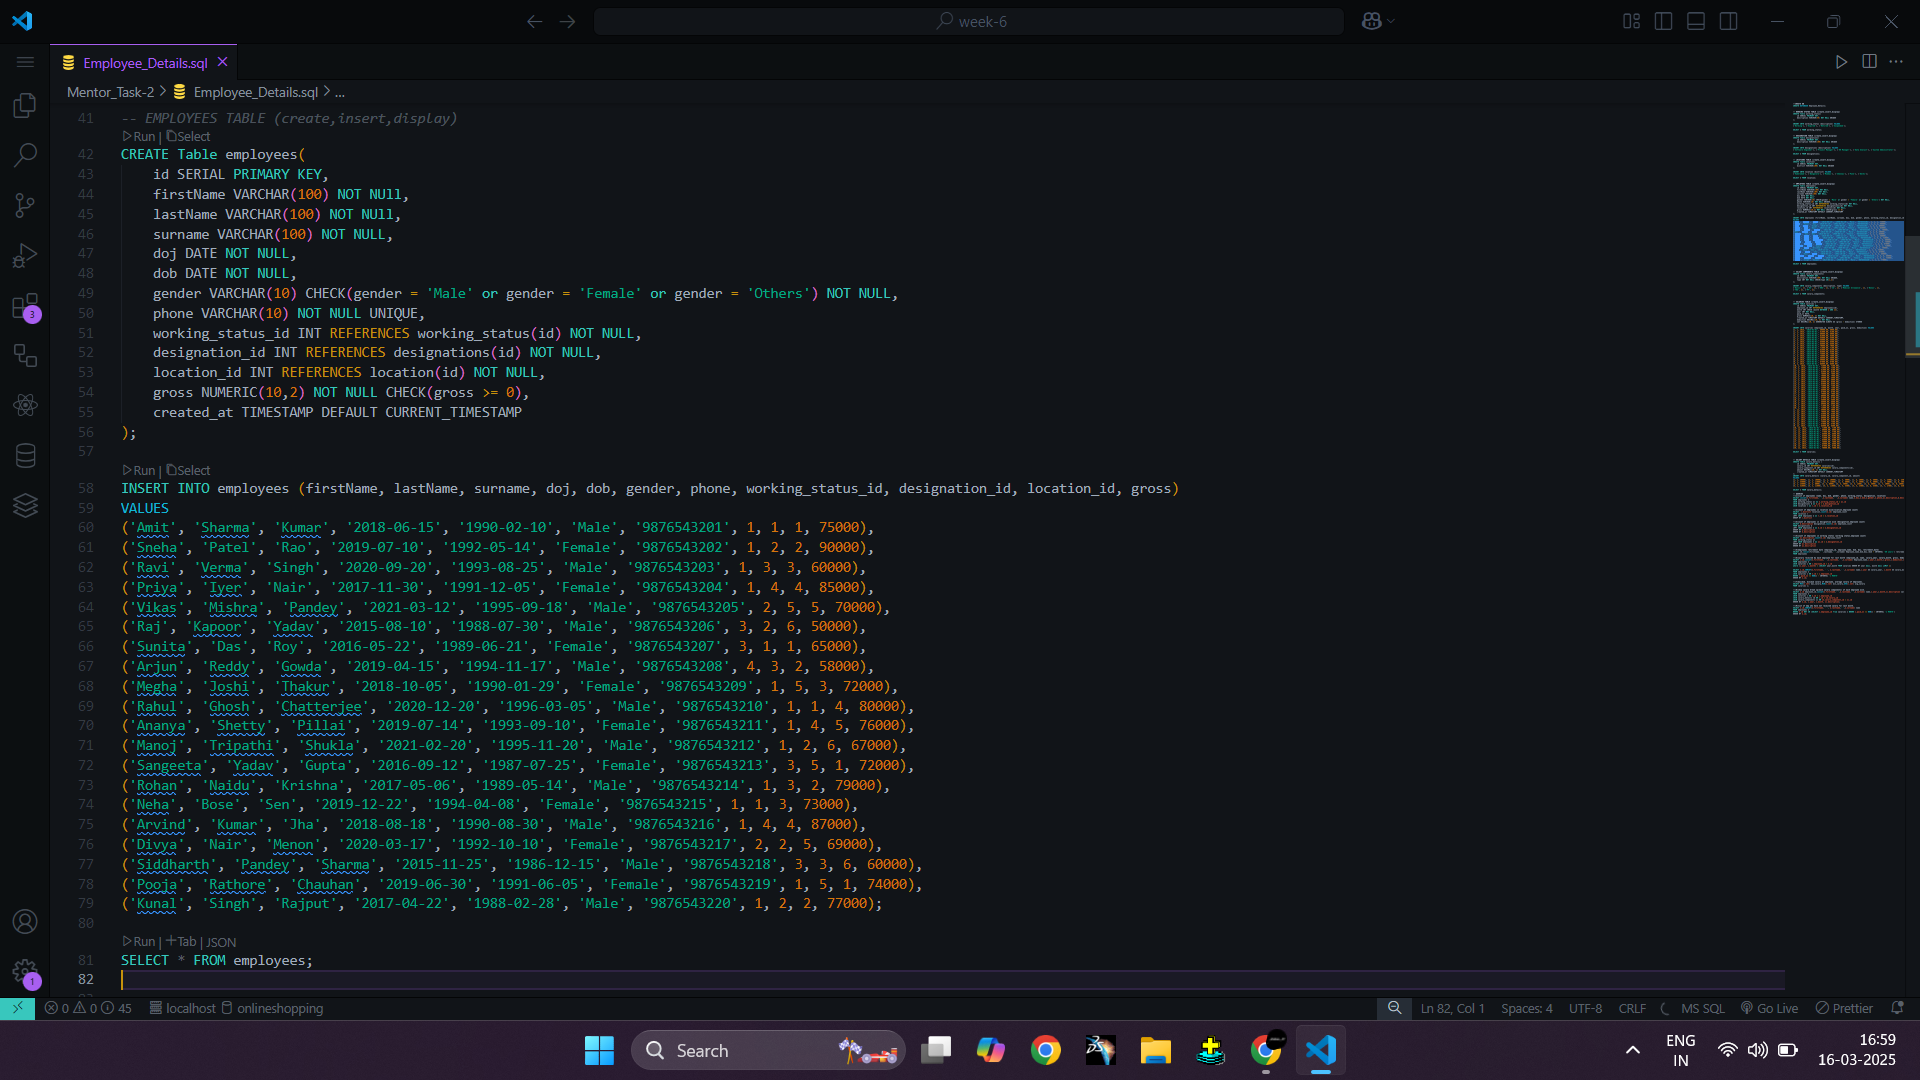 week-6
Employee_Details.sql
Mentor_Task-2 > Employee_Details.sql > ...
41 -- EMPLOYEES TABLE (create,insert,display)
Run | Select
42 CREATE Table employees(
43 id SERIAL PRIMARY KEY,
44 firstName VARCHAR(100) NOT NUll,
45 lastName VARCHAR(100) NOT NUll,
46 surname VARCHAR(100) NOT NULL,
47 doj DATE NOT NULL,
48 dob DATE NOT NULL,
49 gender VARCHAR(10) CHECK(gender = 'Male' or gender = 'Female' or gender = 'Others') NOT NULL,
50 phone VARCHAR(10) NOT NULL UNIQUE,
51 working_status_id INT REFERENCES working_status(id) NOT NULL,
52 designation_id INT REFERENCES designations(id) NOT NULL,
53 location_id INT REFERENCES location(id) NOT NULL,
54 gross NUMERIC(10,2) NOT NULL CHECK(gross >= 0),
55 created_at TIMESTAMP DEFAULT CURRENT_TIMESTAMP
56 );
57
Run | Select
58 INSERT INTO employees (firstName, lastName, surname, doj, dob, gender, phone, working_status_id, designation_id, location_id, gross)
59 VALUES
60 ('Amit', 'Sharma', 'Kumar', '2018-06-15', '1990-02-10', 'Male', '9876543201', 1, 1, 1, 75000),
61 ('Sneha', 'Patel', 'Rao', '2019-07-10', '1992-05-14', 'Female', '9876543202', 1, 2, 2, 90000),
62 ('Ravi', 'Verma', 'Singh', '2020-09-20', '1993-08-25', 'Male', '9876543203', 1, 3, 3, 60000),
63 ('Priya', 'Iyer', 'Nair', '2017-11-30', '1991-12-05', 'Female', '9876543204', 1, 4, 4, 85000),
64 ('Vikas', 'Mishra', 'Pandey', '2021-03-12', '1995-09-18', 'Male', '9876543205', 2, 5, 5, 70000),
65 ('Raj', 'Kapoor', 'Yadav', '2015-08-10', '1988-07-30', 'Male', '9876543206', 3, 2, 6, 50000),
66 ('Sunita', 'Das', 'Roy', '2016-05-22', '1989-06-21', 'Female', '9876543207', 3, 1, 1, 65000),
67 ('Arjun', 'Reddy', 'Gowda', '2019-04-15', '1994-11-17', 'Male', '9876543208', 4, 3, 2, 58000),
68 ('Megha', 'Joshi', 'Thakur', '2018-10-05', '1990-01-29', 'Female', '9876543209', 1, 5, 3, 72000),
69 ('Rahul', 'Ghosh', 'Chatterjee', '2020-12-20', '1996-03-05', 'Male', '9876543210', 1, 1, 4, 80000),
70 ('Ananya', 'Shetty', 'Pillai', '2019-07-14', '1993-09-10', 'Female', '9876543211', 1, 4, 5, 76000),
71 ('Manoj', 'Tripathi', 'Shukla', '2021-02-20', '1995-11-20', 'Male', '9876543212', 1, 2, 6, 67000),
72 ('Sangeeta', 'Yadav', 'Gupta', '2016-09-12', '1987-07-25', 'Female', '9876543213', 3, 5, 1, 72000),
73 ('Rohan', 'Naidu', 'Krishna', '2017-05-06', '1989-05-14', 'Male', '9876543214', 1, 3, 2, 79000),
74 ('Neha', 'Bose', 'Sen', '2019-12-22', '1994-04-08', 'Female', '9876543215', 1, 1, 3, 73000),
75 ('Arvind', 'Kumar', 'Jha', '2018-08-18', '1990-08-30', 'Male', '9876543216', 1, 4, 4, 87000),
76 ('Divya', 'Nair', 'Menon', '2020-03-17', '1992-10-10', 'Female', '9876543217', 2, 2, 5, 69000),
77 ('Siddharth', 'Pandey', 'Sharma', '2015-11-25', '1986-12-15', 'Male', '9876543218', 3, 3, 6, 60000),
78 ('Pooja', 'Rathore', 'Chauhan', '2019-06-30', '1991-06-05', 'Female', '9876543219', 1, 5, 1, 74000),
79 ('Kunal', 'Singh', 'Rajput', '2017-04-22', '1988-02-28', 'Male', '9876543220', 1, 2, 2, 77000);
80
Run | +Tab | JSON
81 SELECT * FROM employees;
82
3
1
0 0 45 localhost onlineshopping Ln 82, Col 1 Spaces: 4 UTF-8 CRLF MS SQL Go Live Prettier
Search
ENG
IN
16:59
16-03-2025